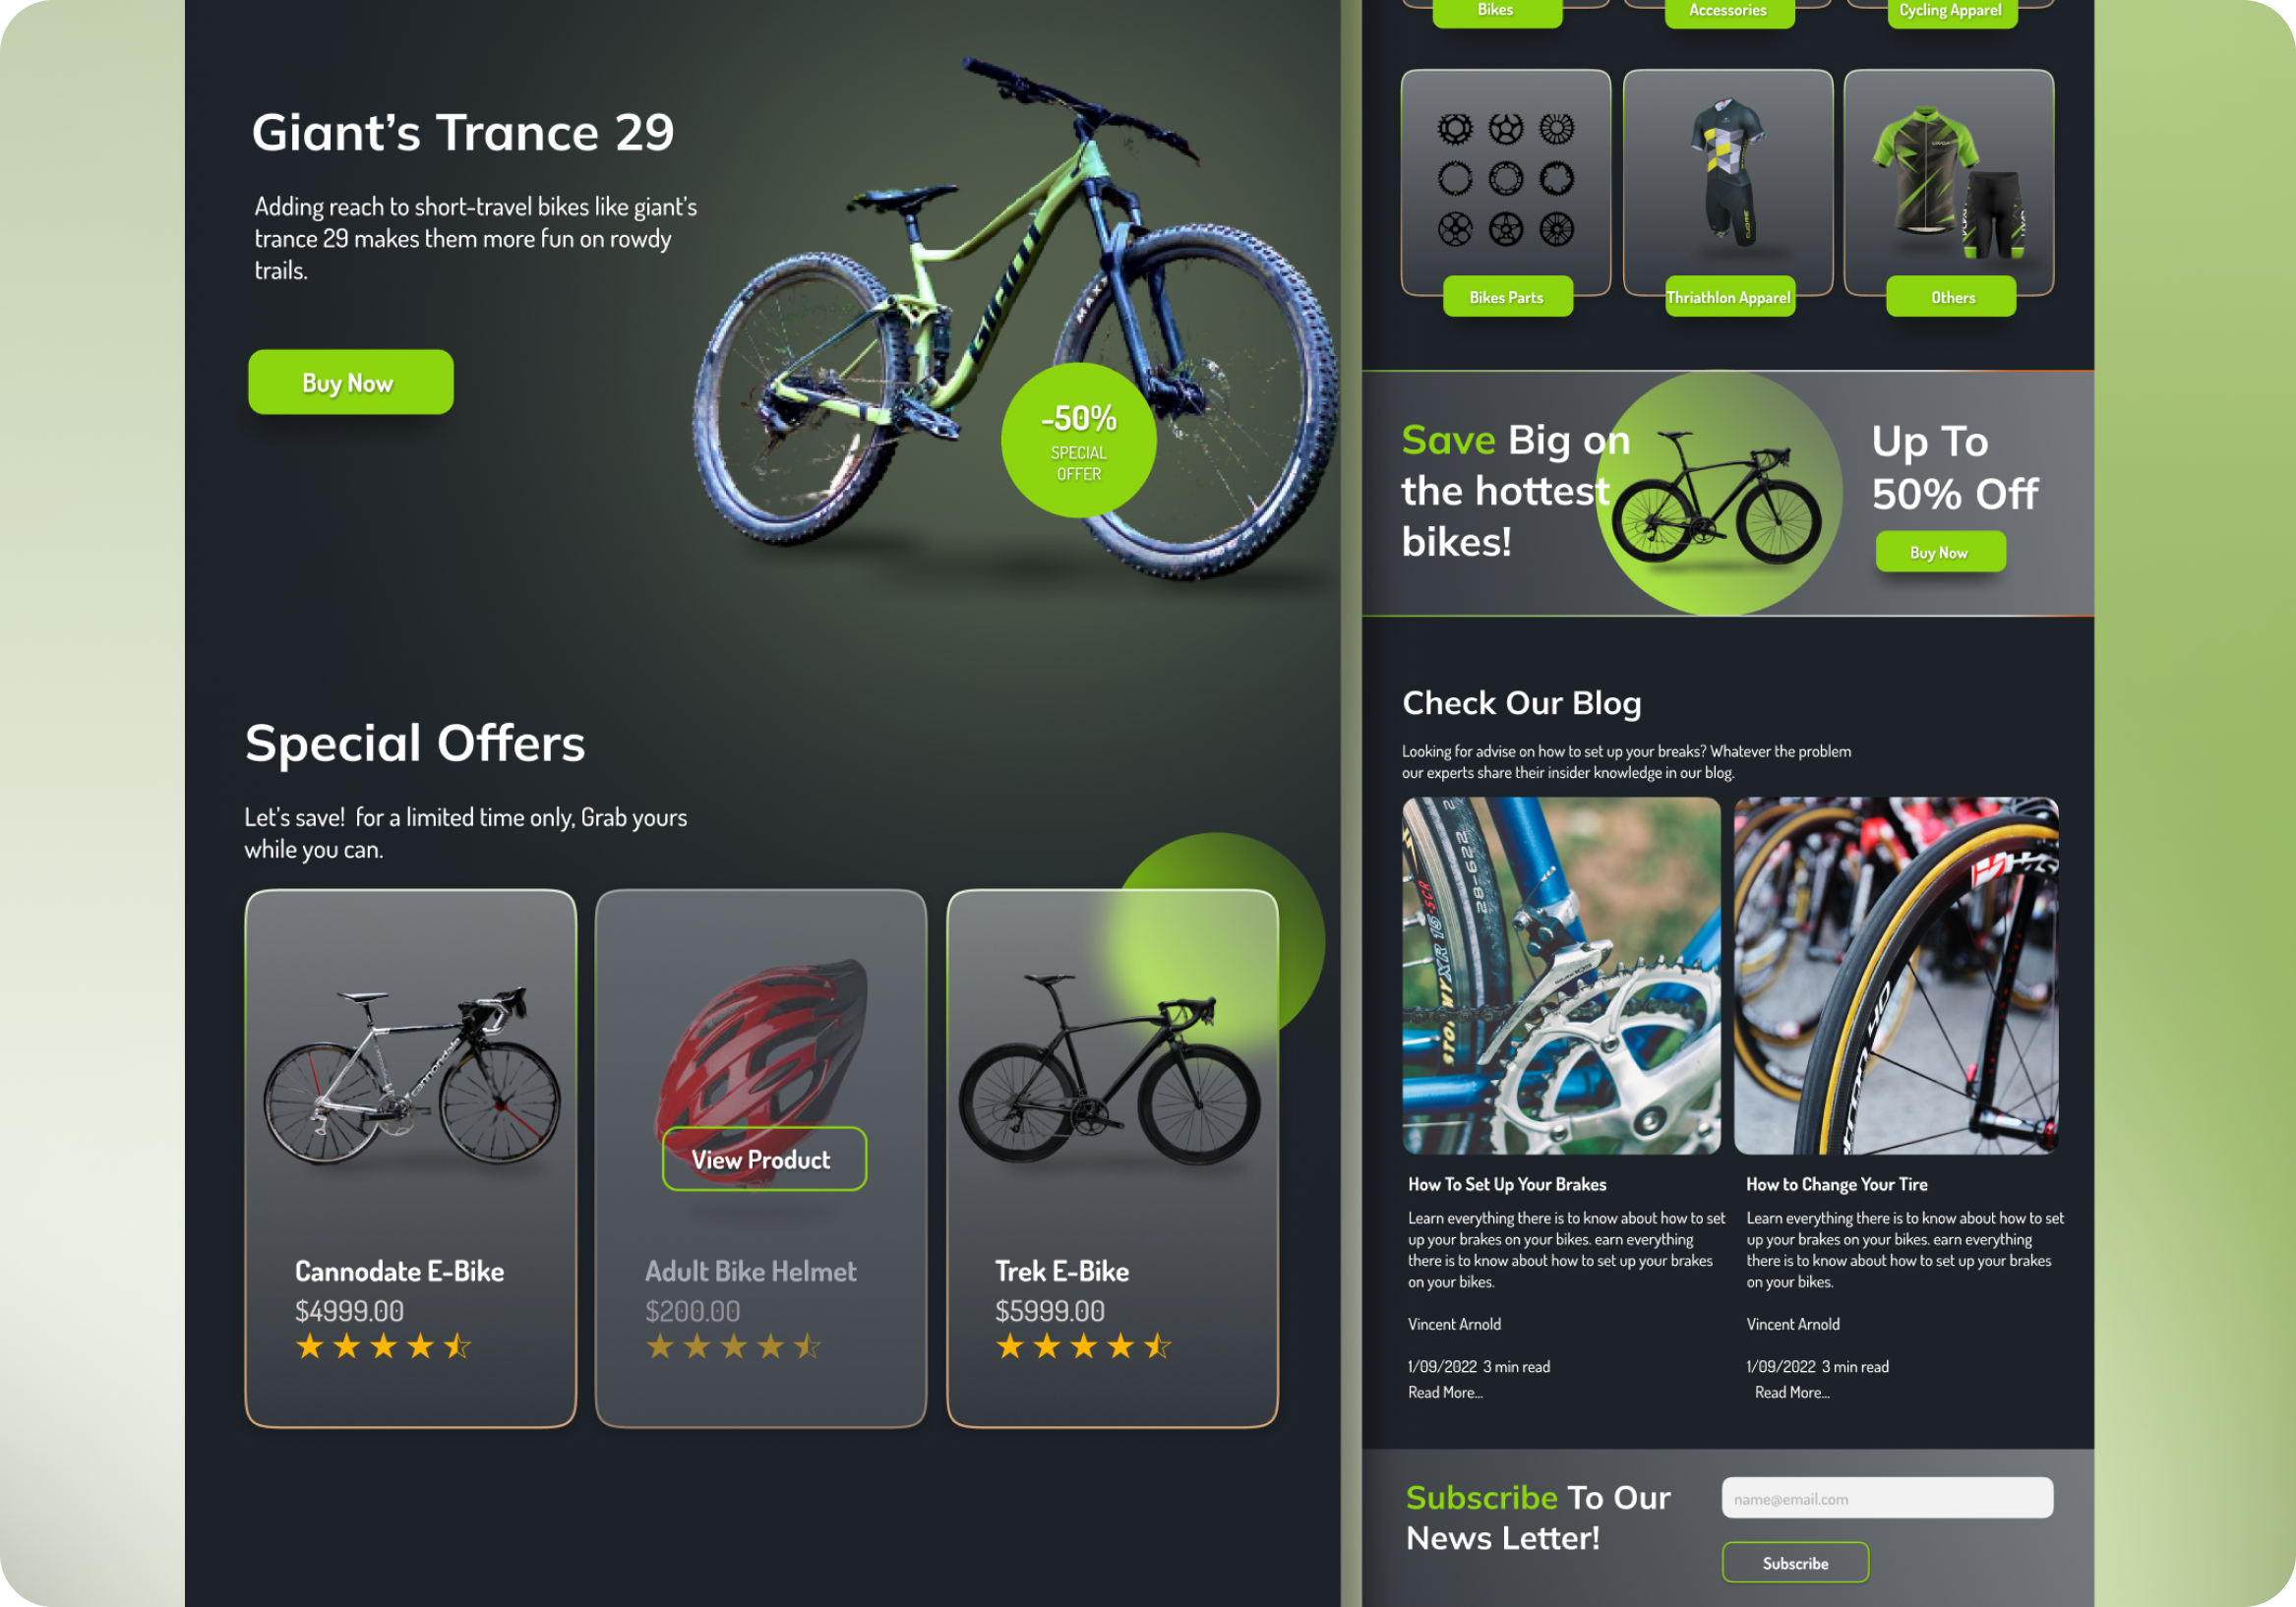 Giant’s Trance 29
Adding reach to short-travel bikes like giant’s
trance 29 makes them more fun on rowdy
trails.
Buy Now
GIANT
MAX
-50%
SPECIAL
OFFER
Special Offers
Let’s save!  for a limited time only, Grab yours
while you can.
cannondale
View Product
Cannodate E-Bike
$4999.00
Adult Bike Helmet
$200.00
Trek E-Bike
$5999.00
Bikes
Accessories
Cycling Apparel
Bikes Parts
Thriathlon Apparel
Others
Save Big on
the hottest
bikes!
Up To
50% Off
Buy Now
Check Our Blog
Looking for advise on how to set up your breaks? Whatever the problem
our experts share their insider knowledge in our blog.
28-622
How To Set Up Your Brakes
Learn everything there is to know about how to set
up your brakes on your bikes. earn everything
there is to know about how to set up your brakes
on your bikes.
Vincent Arnold
1/09/2022  3 min read
Read More...
How to Change Your Tire
Learn everything there is to know about how to set
up your brakes on your bikes. earn everything
there is to know about how to set up your brakes
on your bikes.
Vincent Arnold
1/09/2022  3 min read
Read More...
Subscribe To Our
News Letter!
name@email.com
Subscribe